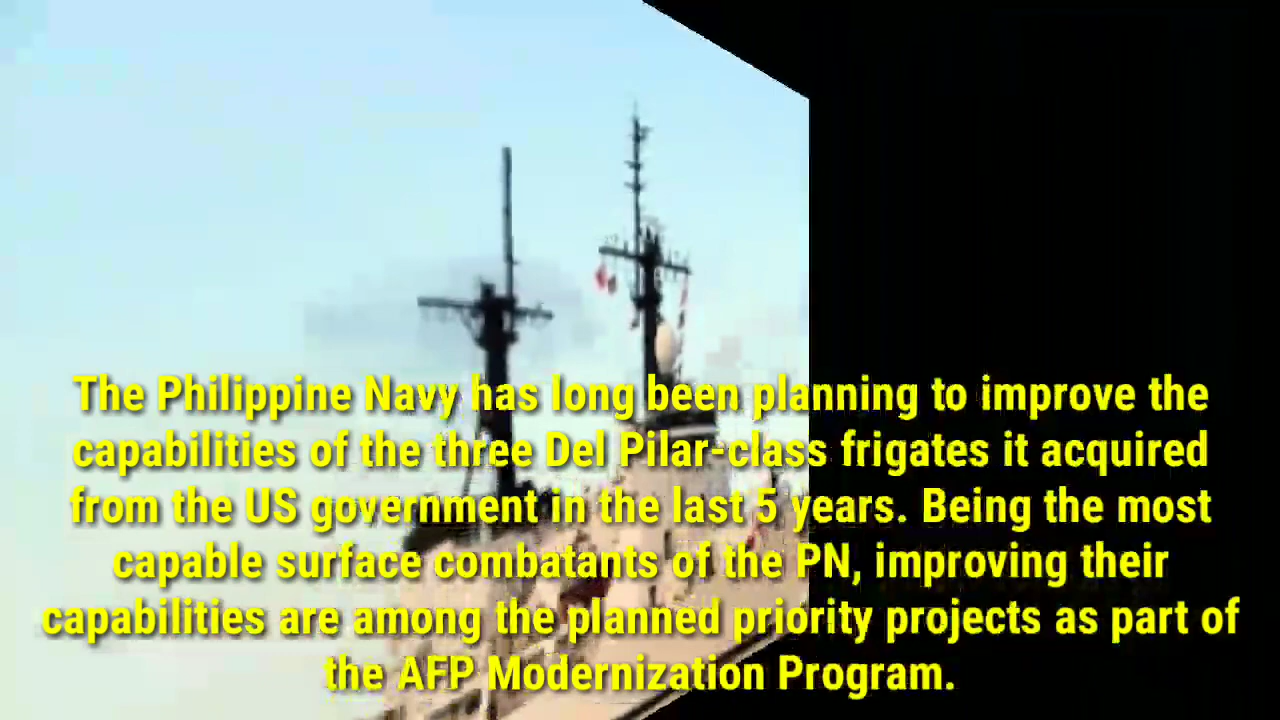 The Philippine Navy has long been planning to improve the
capabilities of the three Del Pilar-class frigates it acquired
from the US government in the last 5 years. Being the most
capable surface combatants of the PN, improving their
capabilities are among the planned priority projects as part of
the AFP Modernization Program.